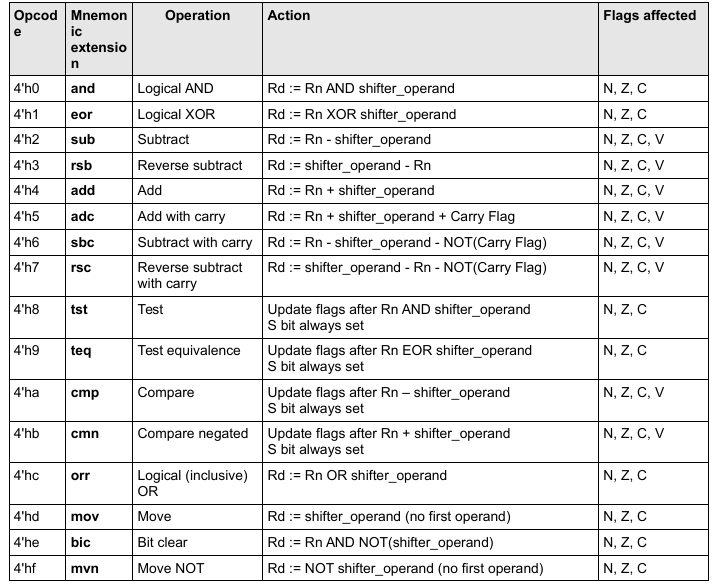 Opcod
e
Mnemon
ic
extensio
n
Operation
Action
Flags affected
4'h0 and Logical AND Rd := Rn AND shifter_operand N, Z, C
4'h1 eor Logical XOR Rd := Rn XOR shifter_operand N, Z, C
4'h2 sub Subtract Rd := Rn - shifter_operand N, Z, C, V
4'h3 rsb Reverse subtract Rd := shifter_operand - Rn N, Z, C, V
4'h4 add Add Rd := Rn + shifter_operand N, Z, C, V
4'h5 adc Add with carry Rd := Rn + shifter_operand + Carry Flag N, Z, C, V
4'h6 sbc Subtract with carry Rd := Rn - shifter_operand - NOT(Carry Flag) N, Z, C, V
4'h7 rsc Reverse subtract Rd := shifter_operand - Rn - NOT(Carry Flag) N, Z, C, V
with carry
4'h8 tst Test Update flags after Rn AND shifter_operand N, Z, C
S bit always set
4'h9 teq Test equivalence Update flags after Rn EOR shifter_operand N, Z, C
S bit always set
4'ha cmp Compare Update flags after Rn – shifter_operand N, Z, C, V
S bit always set
4'hb cmn Compare negated Update flags after Rn + shifter_operand N, Z, C, V
S bit always set
4'hc orr Logical (inclusive) Rd := Rn OR shifter_operand N, Z, C
OR
4'hd mov Move Rd := shifter_operand (no first operand) N, Z, C
4'he bic Bit clear Rd := Rn AND NOT(shifter_operand) N, Z, C
4'hf mvn Move NOT Rd := NOT shifter_operand (no first operand) N, Z, C